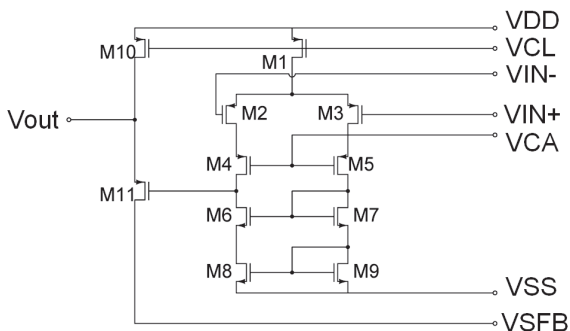 VDD
M10
VCL
M1
VIN-
M2
M3
VIN+
Vout
VCA
M4
M5
M11
M6
M7
M8
M9
VSS
VSFB